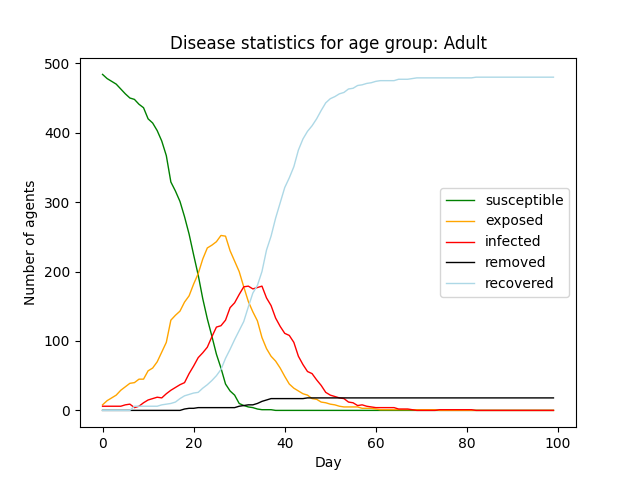 Disease statistics for age group: Adult
500
400
300
200
100
0
Number of agents
susceptible
exposed
infected
removed
recovered
0 20 40 60 80 100
Day